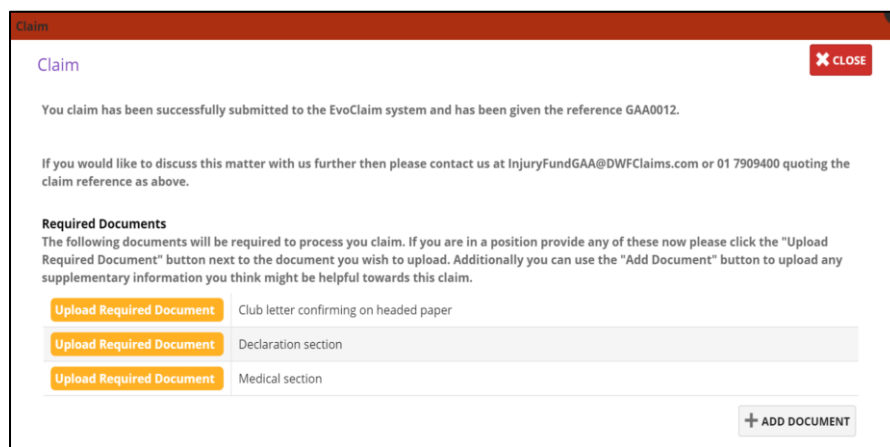 Claim
Claim
✖ CLOSE
You claim has been successfully submitted to the EvoClaim system and has been given the reference GAA0012.
If you would like to discuss this matter with us further then please contact us at InjuryFundGAA@DWFClaims.com or 01 7909400 quoting the
claim reference as above.
Required Documents
The following documents will be required to process you claim. If you are in a position provide any of these now please click the "Upload
Required Document" button next to the document you wish to upload. Additionally you can use the "Add Document" button to upload any
supplementary information you think might be helpful towards this claim.
Upload Required Document Club letter confirming on headed paper
Upload Required Document Declaration section
Upload Required Document Medical section
+ ADD DOCUMENT